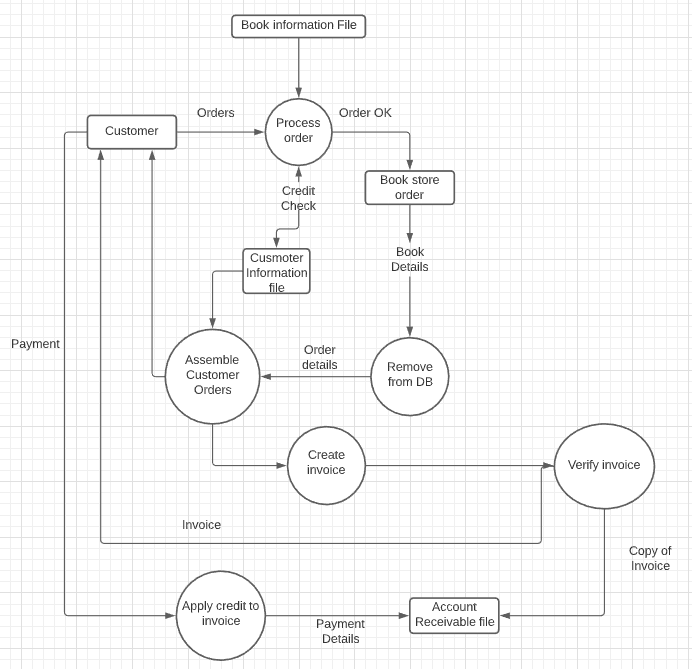 Book information File
Orders
Order OK
Customer
Process
order
Book store
order
Credit
Check
Book
Details
Cusmoter
Information
file
Payment
Order
details
Assemble
Customer
Orders
Remove
from DB
Create
invoice
Verify invoice
Invoice
Copy of
Invoice
Apply credit to
invoice
Payment
Details
Account
Receivable file